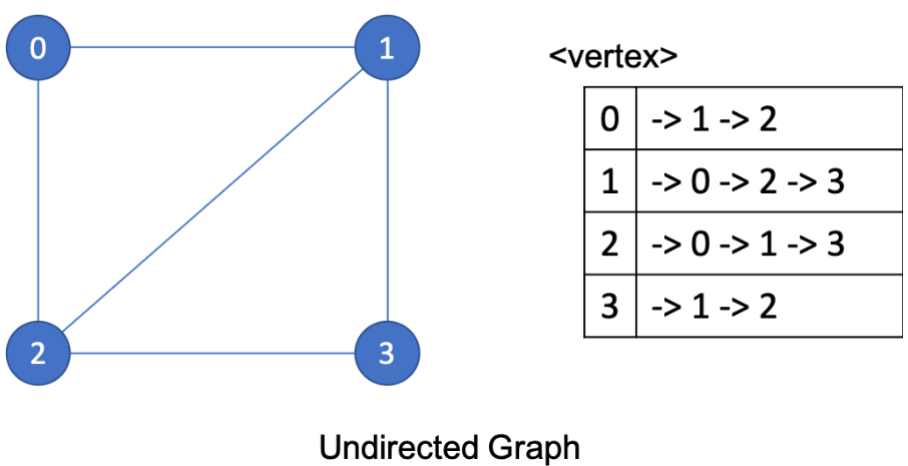 0
1
2
3
<vertex>
0 -> 1 -> 2
1 -> 0 -> 2 -> 3
2 -> 0 -> 1 -> 3
3 -> 1 -> 2
Undirected Graph